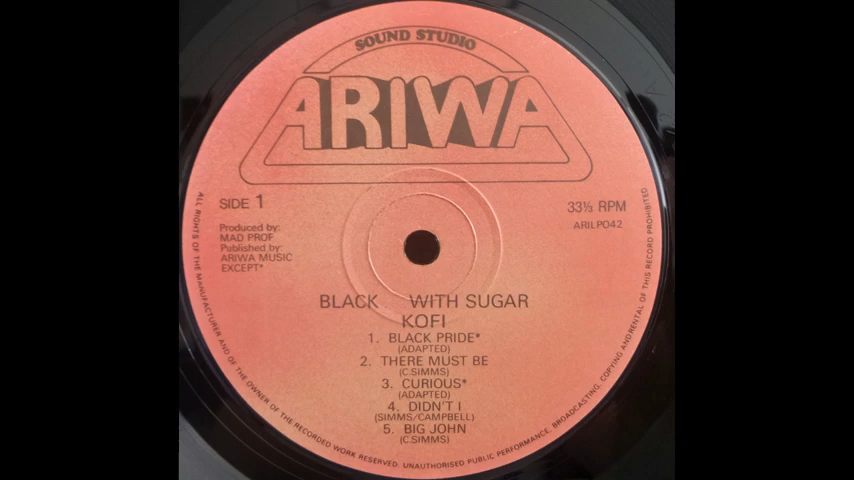 SOUND STUDIO
ARIWA
SIDE 1
33⅓ RPM
ARILPO42
Produced by:
MAD PROF
Published by:
ARIWA MUSIC
EXCEPT*
BLACK WITH SUGAR
KOFI
1. BLACK PRIDE*
(ADAPTED)
2. THERE MUST BE
(C.SIMMS)
3. CURIOUS*
(ADAPTED)
4. DIDN'T I
(SIMMS/CAMPBELL)
5. BIG JOHN
(C.SIMMS)
ALL RIGHTS OF THE MANUFACTURER AND OF THE OWNER OF THE RECORDED WORK RESERVED. UNAUTHORISED PUBLIC PERFORMANCE, BROADCASTING, COPYING AND RENTAL OF THIS RECORD PROHIBITED